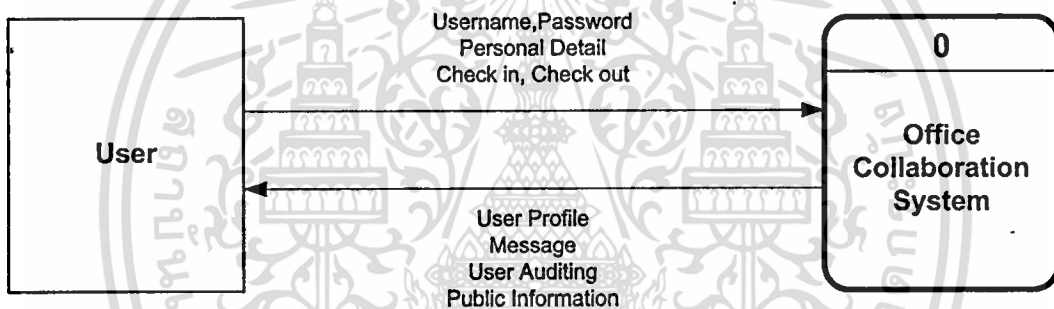 Username,Password
Personal Detail
Check in, Check out
User
0
Office
Collaboration
System
User Profile
Message
User Auditing
Public Information